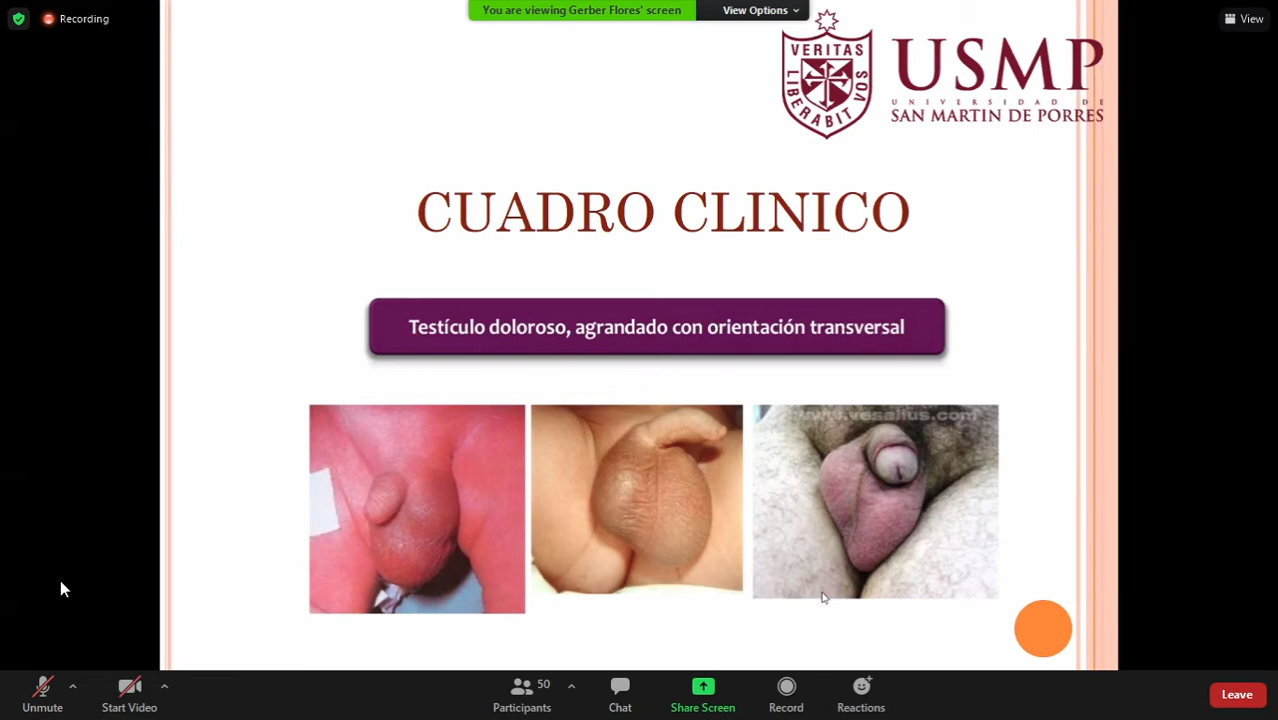 You are viewing Gerber Flores' screen
View Options
Recording
View
VERITAS
LIBERABIT VOS
USMP
UNIVERSIDAD DE
SAN MARTIN DE PORRES
CUADRO CLINICO
Testículo doloroso, agrandado con orientación transversal
www.vesalius.com
Unmute
Start Video
50
Participants
Chat
Share Screen
Record
Reactions
Leave